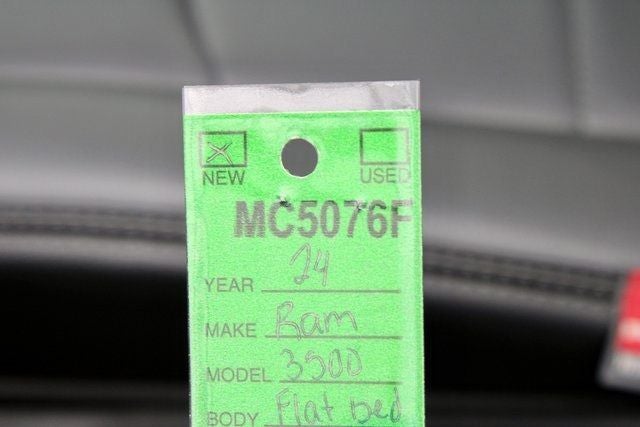 NEW USED
MC5076F
YEAR 24
MAKE Ram
MODEL 3500
BODY Flat bed